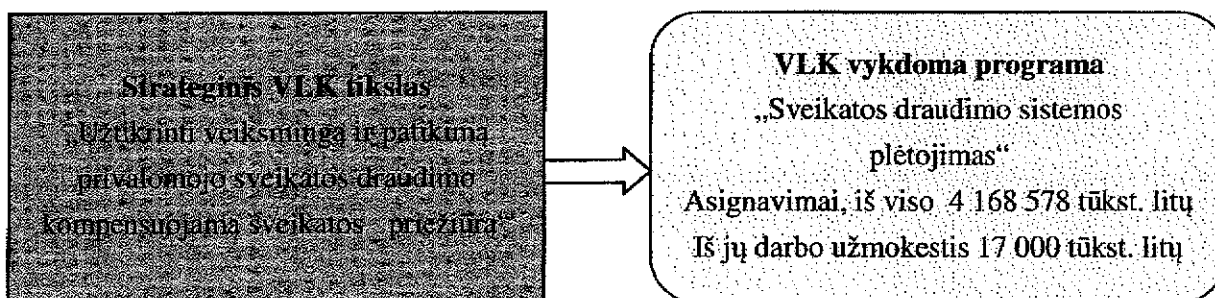 Strateginis VLK tikslas
„Užtikrinti veiksmingą ir patikimą
privalomojo sveikatos draudimo
kompensuojamą sveikatos priežiūrą“
VLK vykdoma programa
„Sveikatos draudimo sistemos
plėtojimas“
Asignavimai, iš viso 4 168 578 tūkst. litų
Iš jų darbo užmokestis 17 000 tūkst. litų